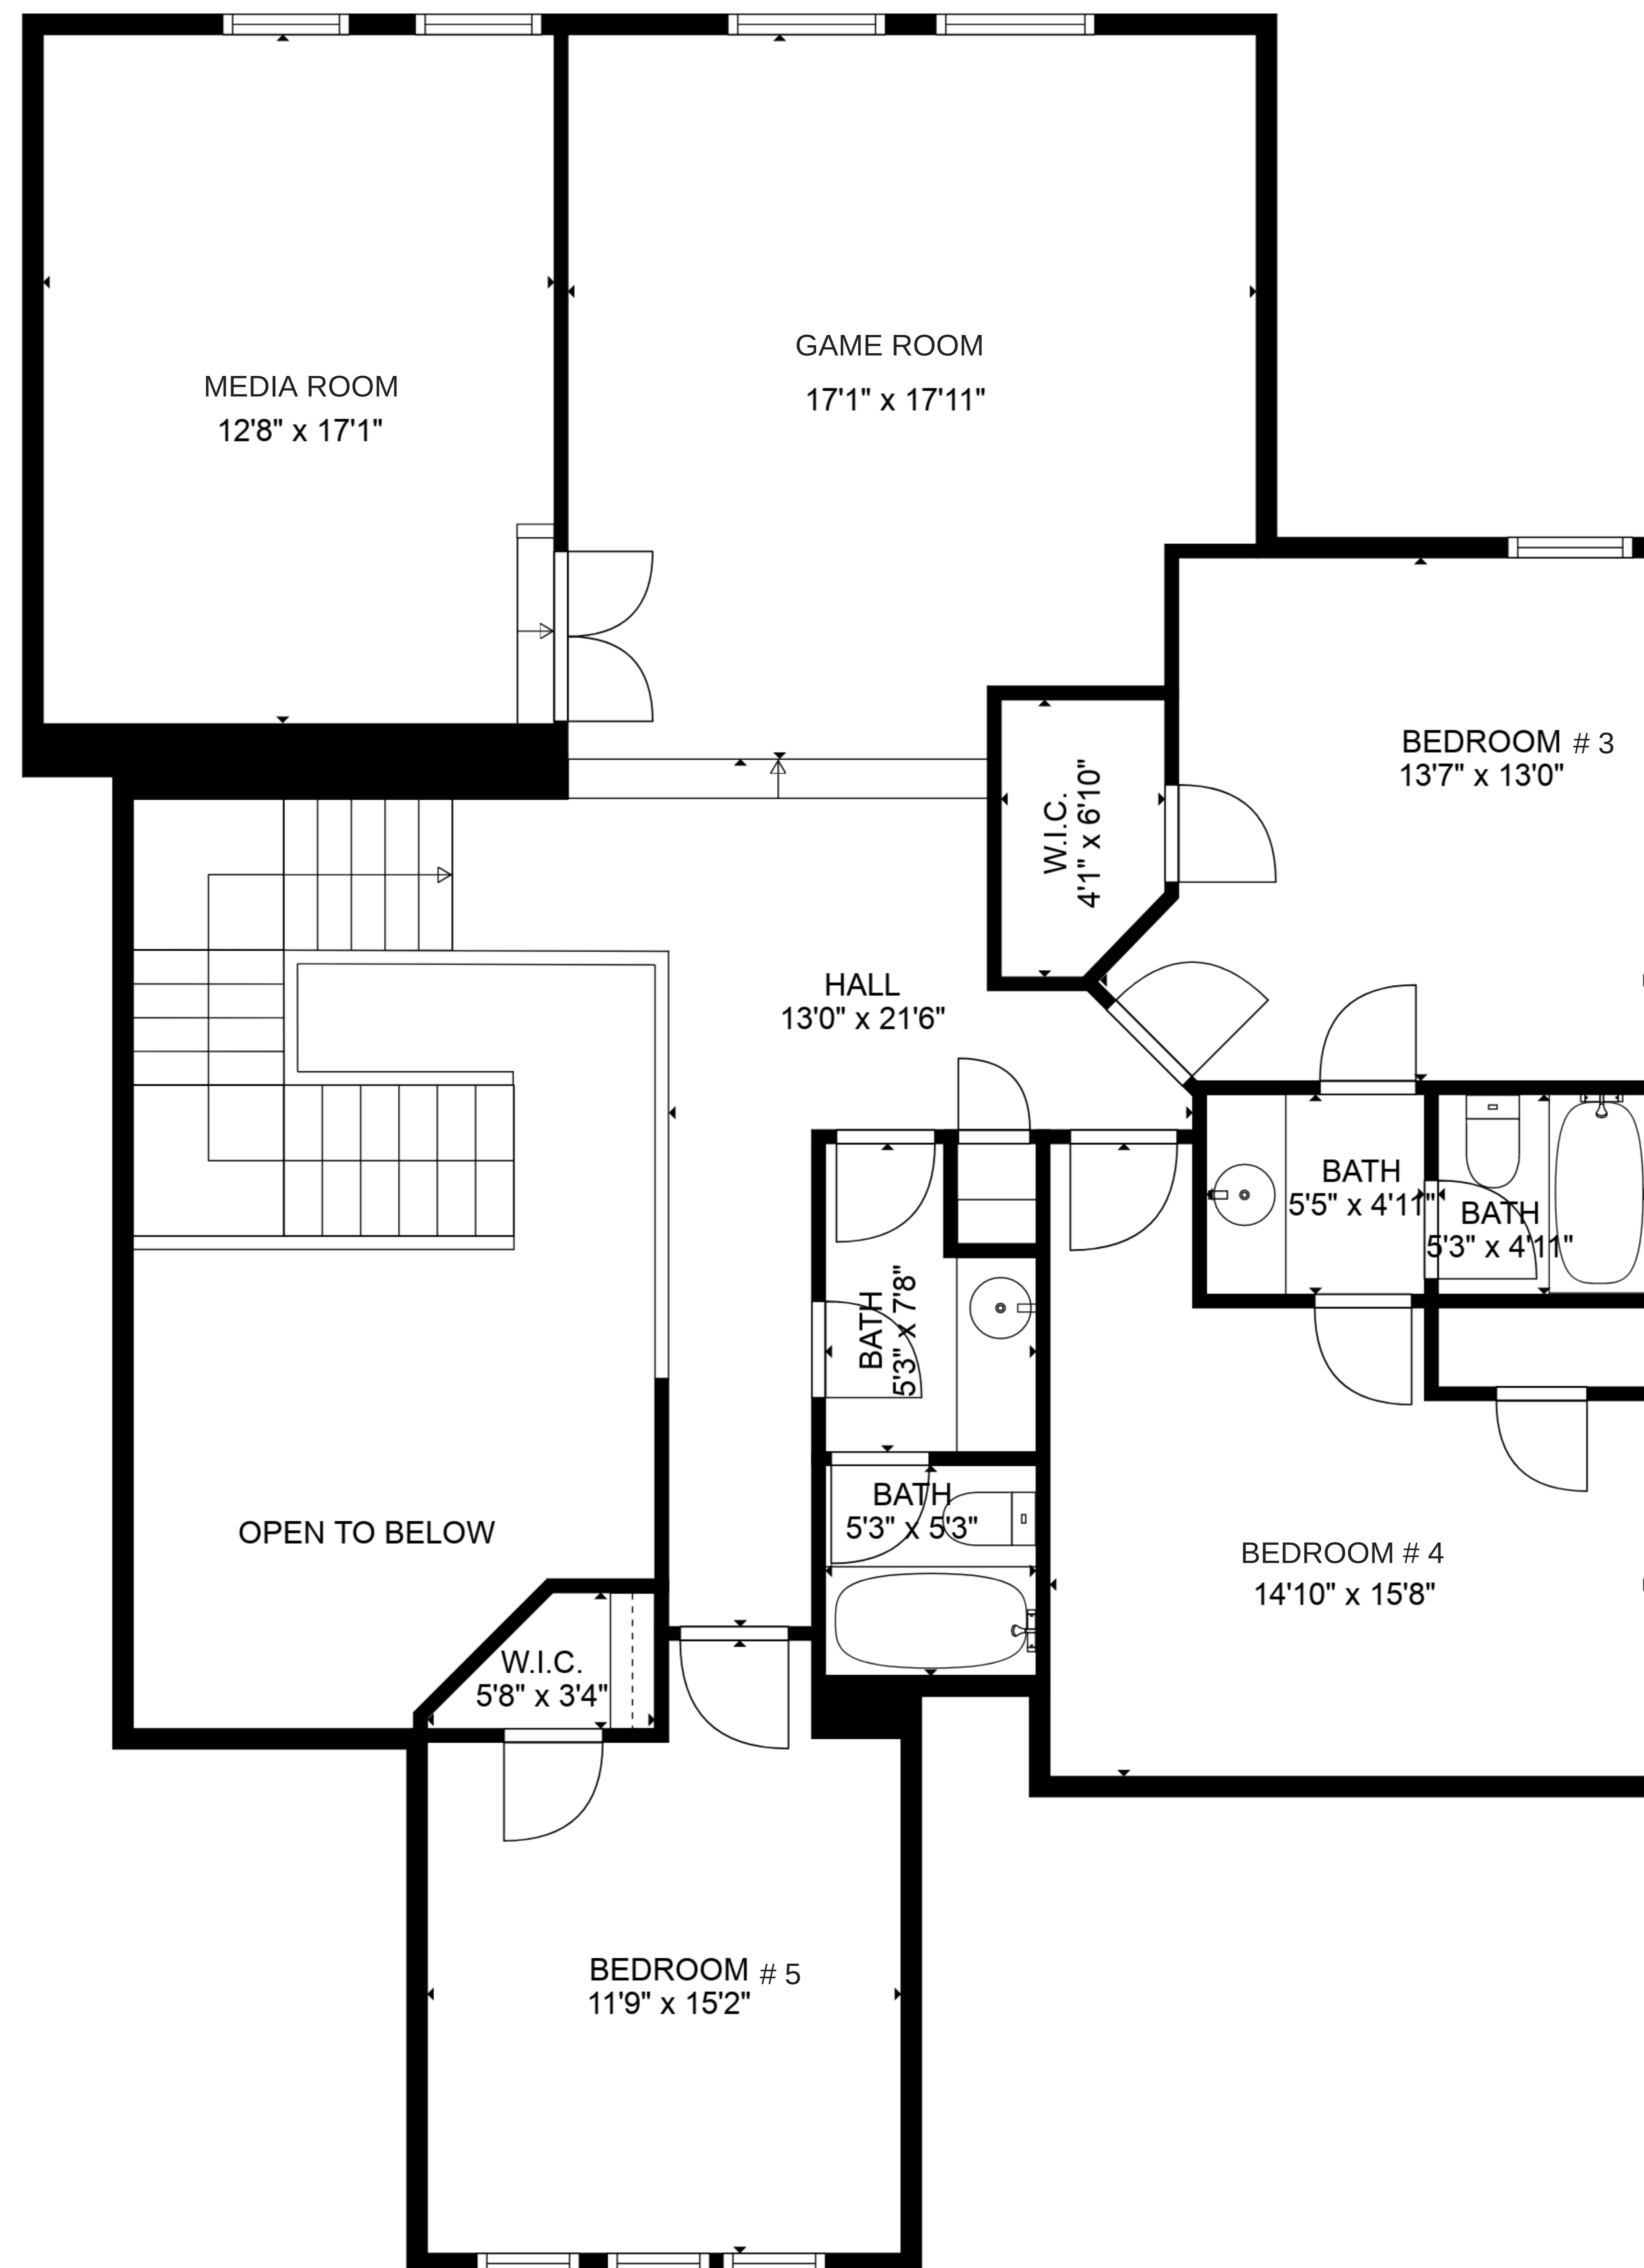 GAME ROOM
17'1" x 17'11"
MEDIA ROOM
12'8" x 17'1"
BEDROOM # 3
13'7" x 13'0"
W.I.C.
4'1" x 6'10"
HALL
13'0" x 21'6"
BATH
5'5" x 4'11"
BATH
5'3" x 4'11"
BATH
5'3" x 7'8"
BATH
5'3" x 5'3"
OPEN TO BELOW
BEDROOM # 4
14'10" x 15'8"
W.I.C.
5'8" x 3'4"
BEDROOM # 5
11'9" x 15'2"